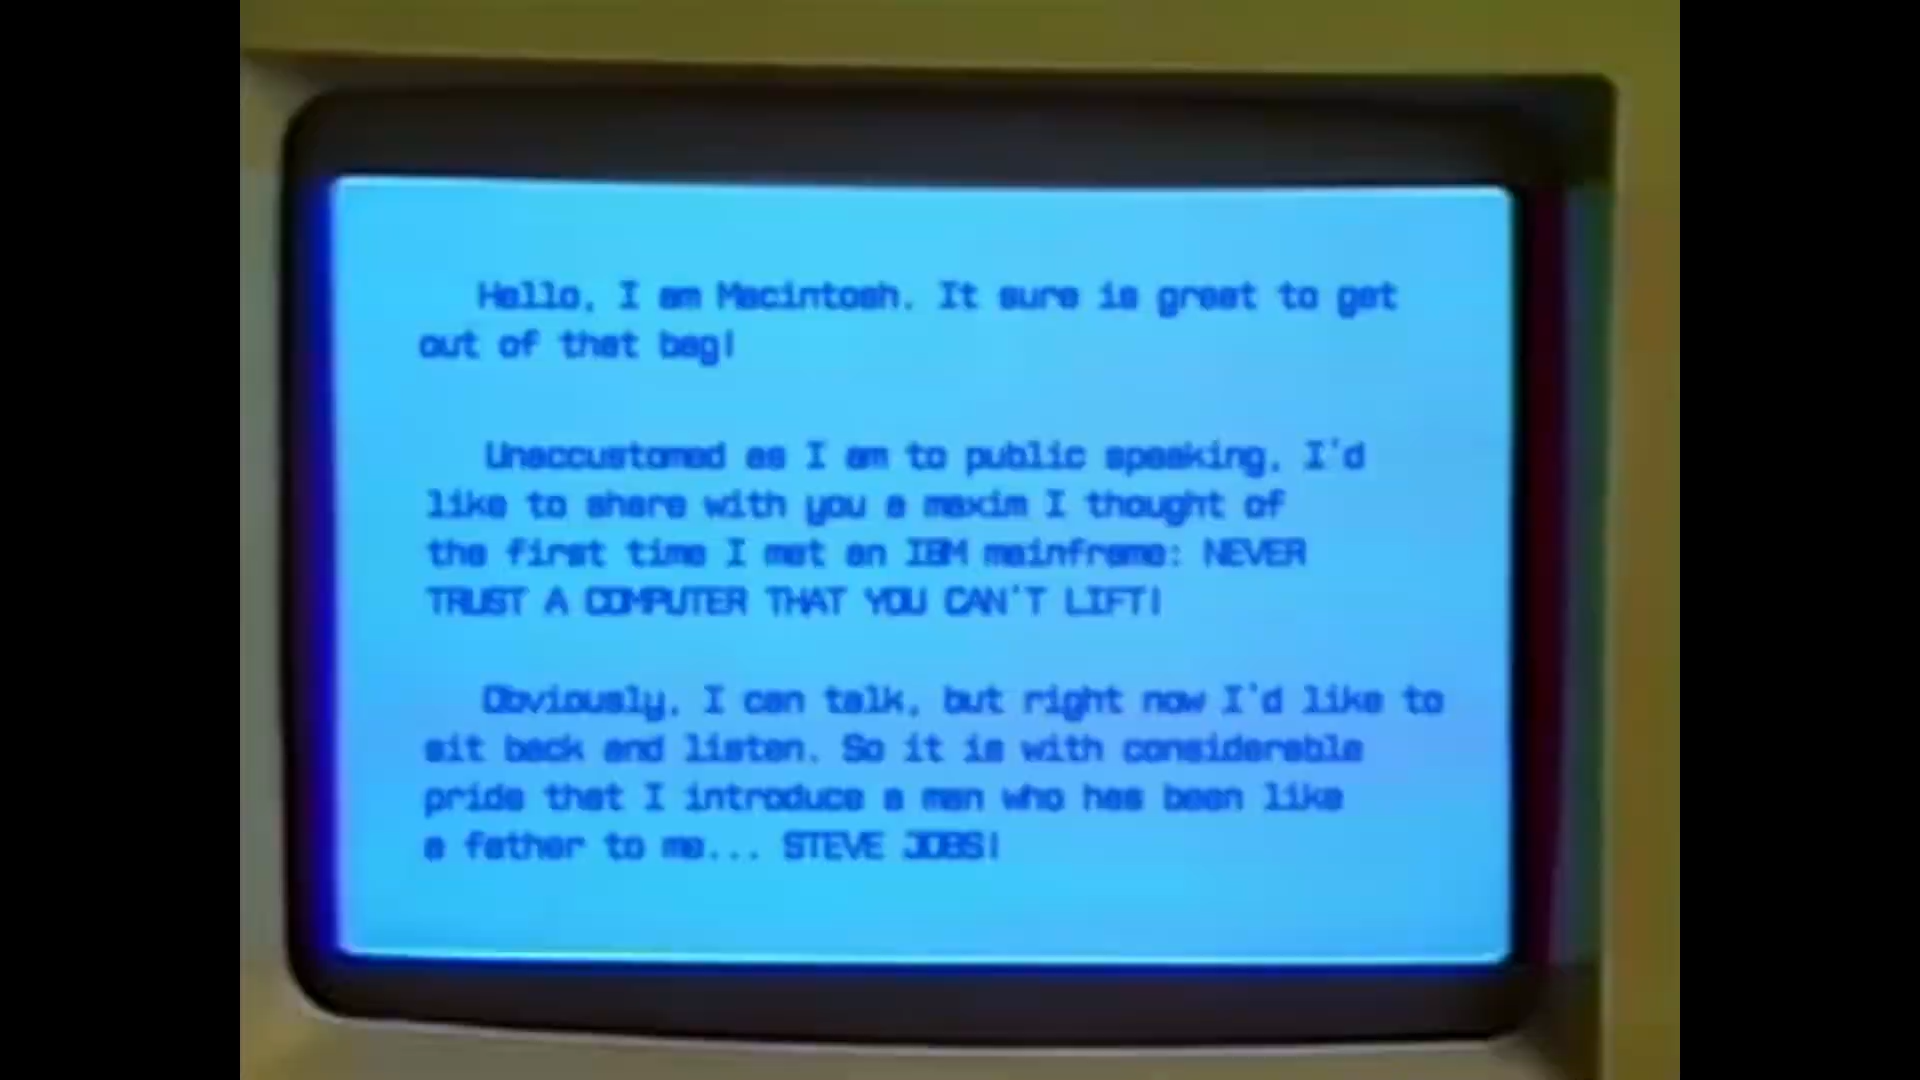 Hello, I am Macintosh. It sure is great to get
out of that bag!
Unaccustomed as I am to public speaking, I'd
like to share with you a maxim I thought of
the first time I met an IBM mainframe: NEVER
TRUST A COMPUTER THAT YOU CAN'T LIFT!
Obviously, I can talk, but right now I'd like to
sit back and listen. So it is with considerable
pride that I introduce a man who has been like
a father to me... STEVE JOBS!